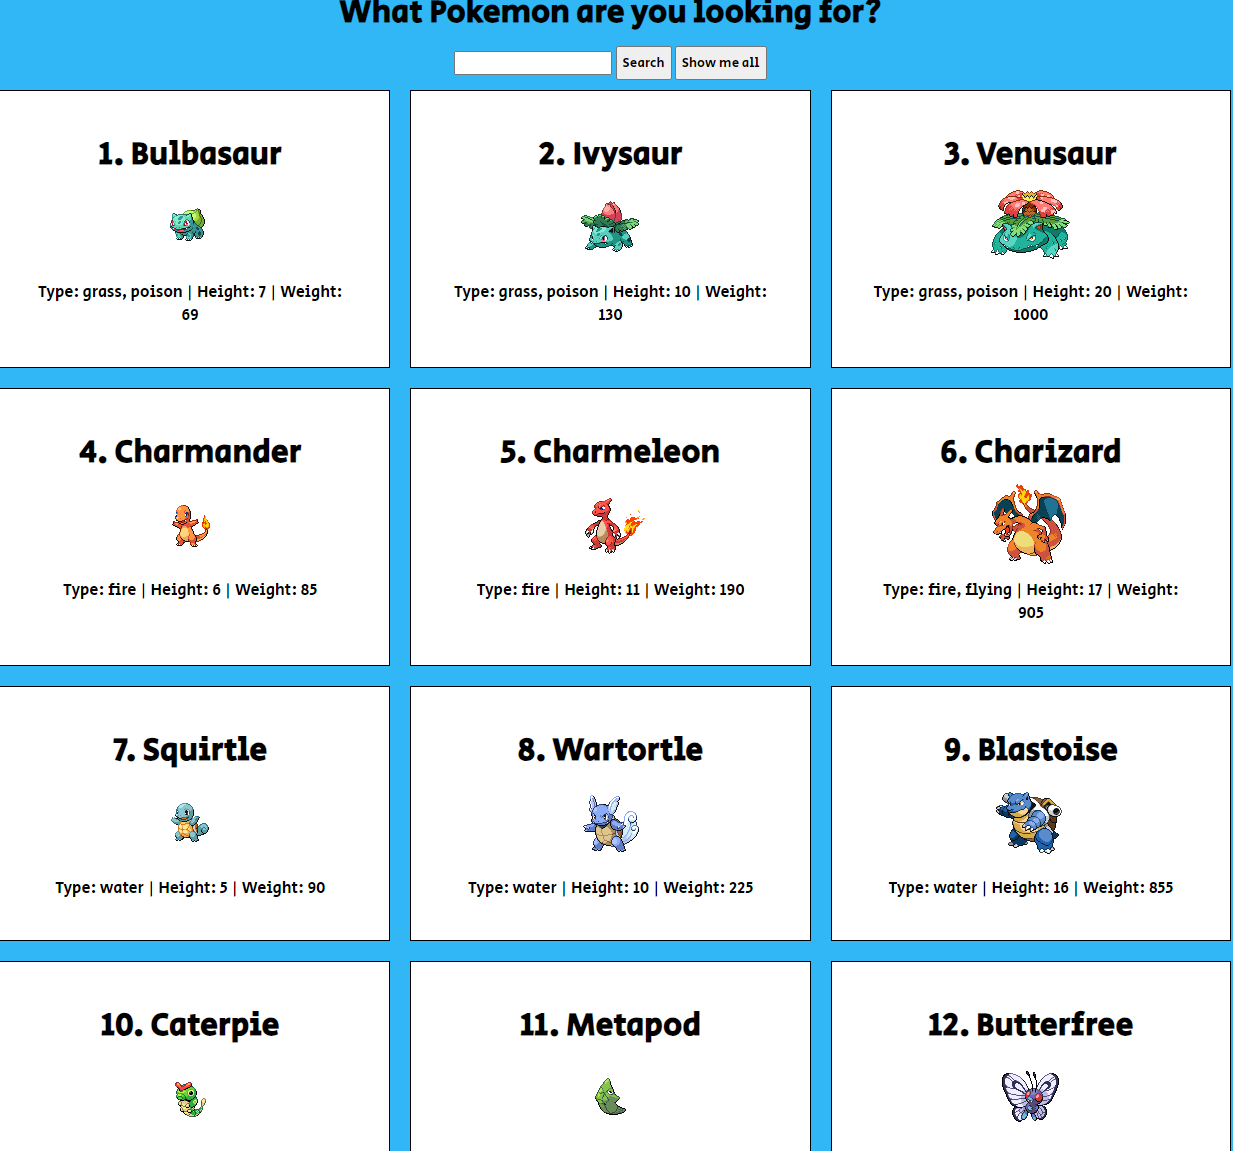 What Pokemon are you looking for?
Search Show me all
1. Bulbasaur
Type: grass, poison | Height: 7 | Weight:
69
2. Ivysaur
Type: grass, poison | Height: 10 | Weight:
130
3. Venusaur
Type: grass, poison | Height: 20 | Weight:
1000
4. Charmander
Type: fire | Height: 6 | Weight: 85
5. Charmeleon
Type: fire | Height: 11 | Weight: 190
6. Charizard
Type: fire, flying | Height: 17 | Weight:
905
7. Squirtle
Type: water | Height: 5 | Weight: 90
8. Wartortle
Type: water | Height: 10 | Weight: 225
9. Blastoise
Type: water | Height: 16 | Weight: 855
10. Caterpie
11. Metapod
12. Butterfree